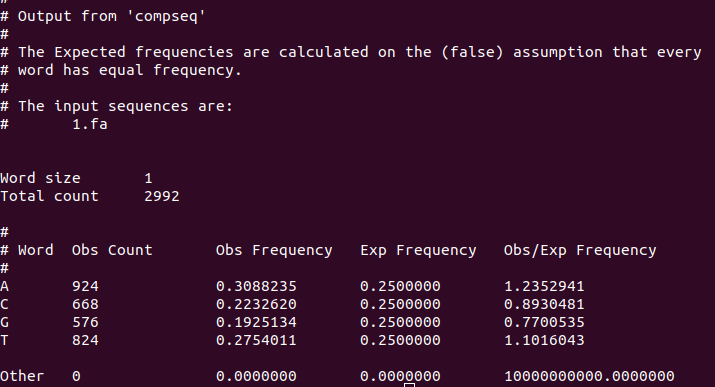 #
# Output from 'compseq'
#
# The Expected frequencies are calculated on the (false) assumption that every
# word has equal frequency.
#
# The input sequences are:
#       1.fa


Word size       1
Total count     2992

#
# Word  Obs Count       Obs Frequency   Exp Frequency   Obs/Exp Frequency
#
A       924             0.3088235       0.2500000       1.2352941
C       668             0.2232620       0.2500000       0.8930481
G       576             0.1925134       0.2500000       0.7700535
T       824             0.2754011       0.2500000       1.1016043

Other   0               0.0000000       0.0000000       10000000000.0000000